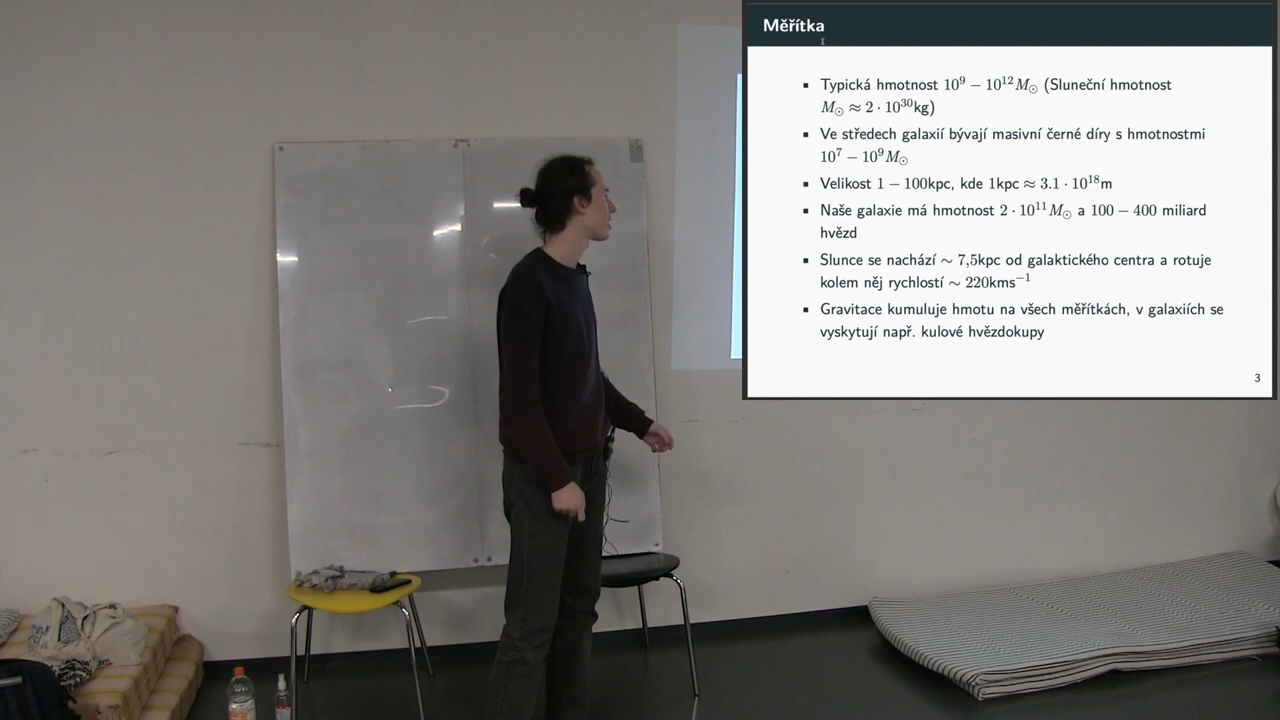 Měřítka
▪ Typická hmotnost 10⁹ − 10¹²M☉ (Sluneční hmotnost
M☉ ≈ 2 · 10³⁰kg)
▪ Ve středech galaxií bývají masivní černé díry s hmotnostmi
10⁷ − 10⁹M☉
▪ Velikost 1 − 100kpc, kde 1kpc ≈ 3.1 · 10¹⁸m
▪ Naše galaxie má hmotnost 2 · 10¹¹M☉ a 100 − 400 miliard
hvězd
▪ Slunce se nachází ∼ 7,5kpc od galaktického centra a rotuje
kolem něj rychlostí ∼ 220kms⁻¹
▪ Gravitace kumuluje hmotu na všech měřítkách, v galaxiích se
vyskytují např. kulové hvězdokupy
3